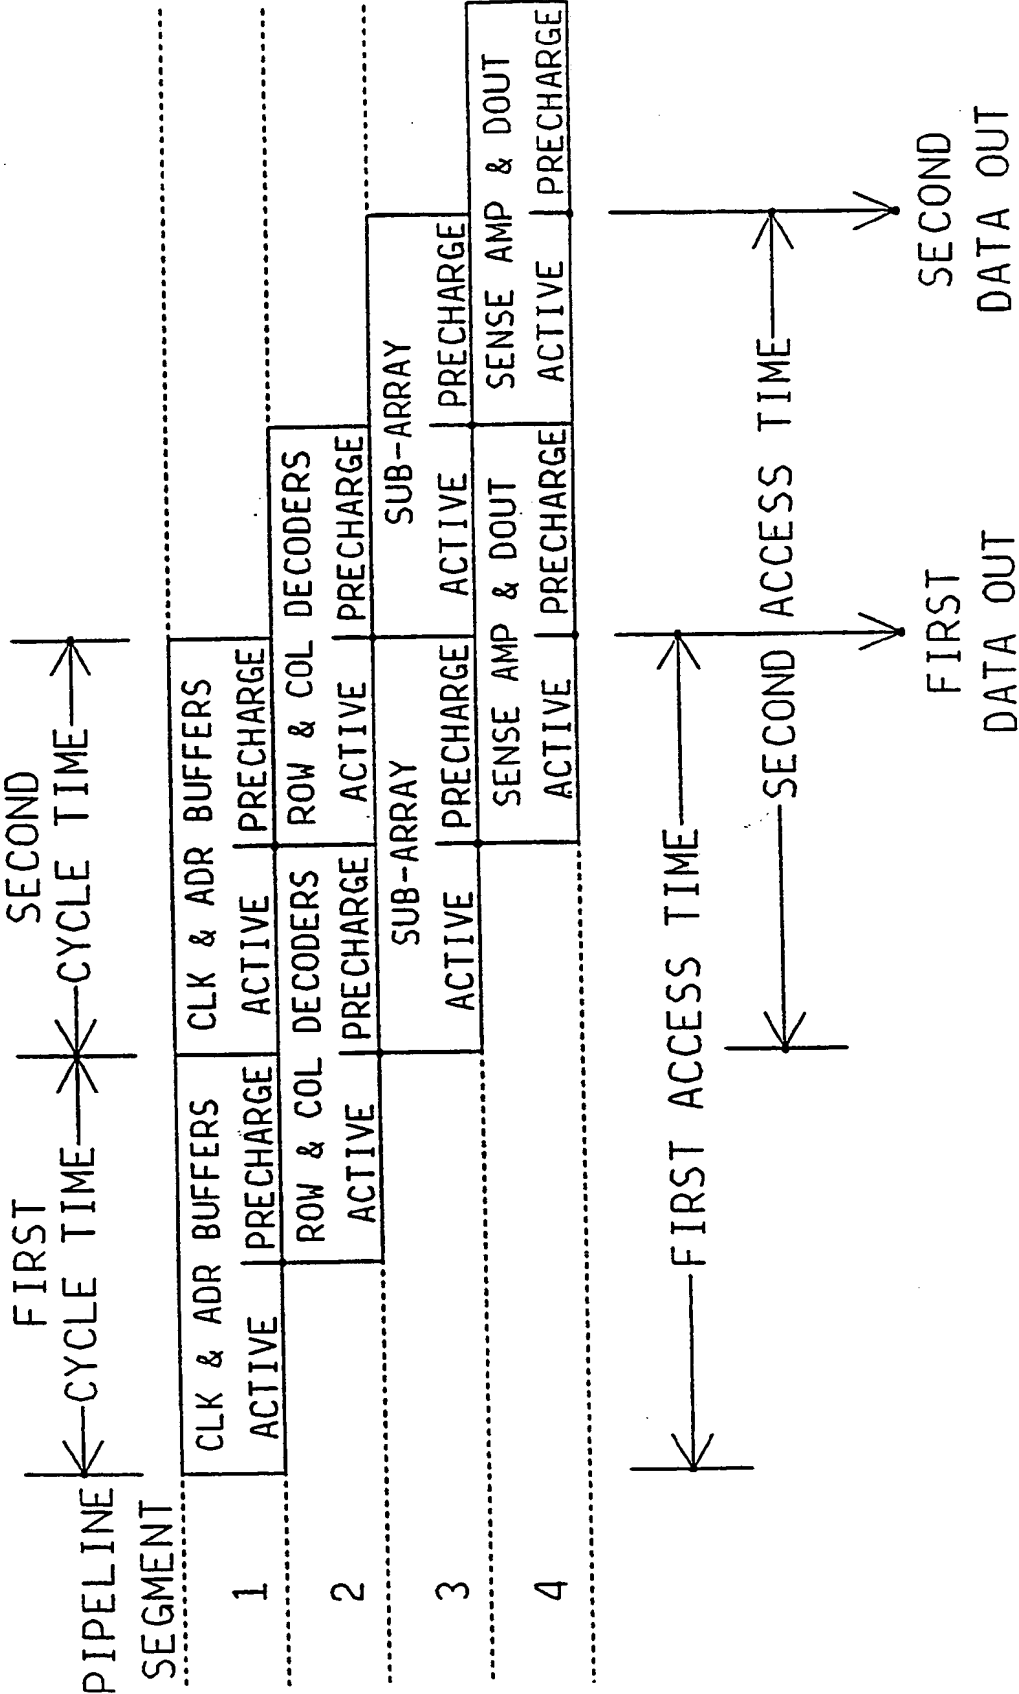 FIRST
SECOND
CYCLE TIME
CYCLE TIME
PIPELINE
SEGMENT
1
CLK & ADR BUFFERS
CLK & ADR BUFFERS
ACTIVE
PRECHARGE
ACTIVE
PRECHARGE
2
ROW & COL DECODERS
ROW & COL DECODERS
ACTIVE
PRECHARGE
ACTIVE
PRECHARGE
3
SUB-ARRAY
SUB-ARRAY
ACTIVE
PRECHARGE
ACTIVE
PRECHARGE
4
SENSE AMP & DOUT
SENSE AMP & DOUT
ACTIVE
PRECHARGE
ACTIVE
PRECHARGE
FIRST ACCESS TIME
SECOND ACCESS TIME
FIRST
DATA OUT
SECOND
DATA OUT